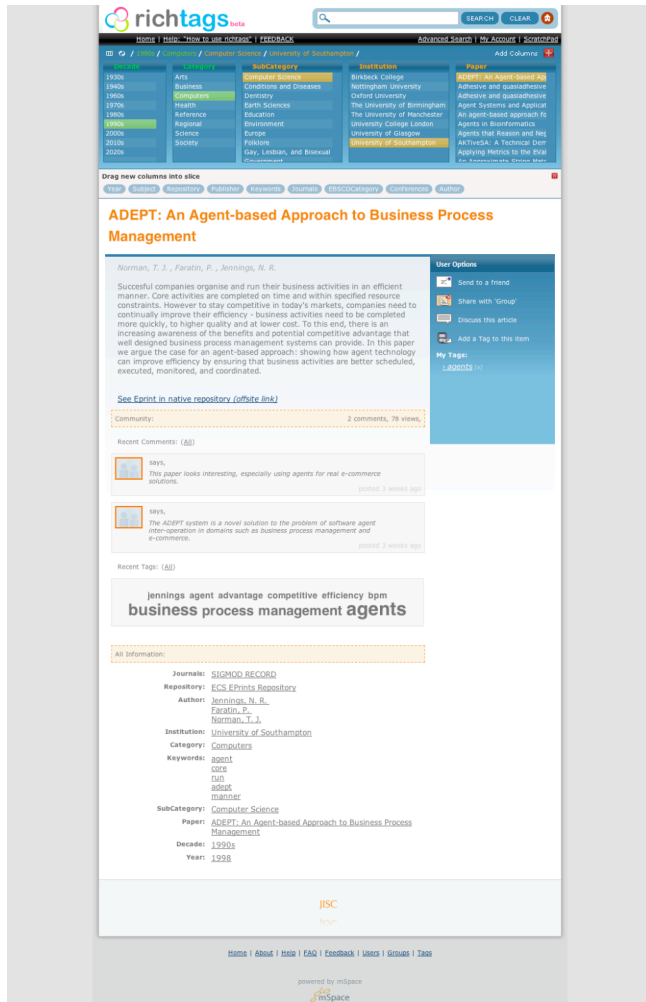 richtags beta
SEARCH CLEAR
Home | Help: "How to use richtags" | FEEDBACK
Advanced Search | My Account | ScratchPad
/ 1990s / Computers / Computer Science / University of Southampton /
Add Columns
Decade
1930s
1940s
1960s
1970s
1980s
1990s
2000s
2010s
2020s
Category
Arts
Business
Computers
Health
Reference
Regional
Science
Society
SubCategory
Computer Science
Conditions and Diseases
Dentistry
Earth Sciences
Education
Environment
Europe
Folklore
Gay, Lesbian, and Bisexual
Government
Institution
Birkbeck College
Nottingham University
Oxford University
The University of Birmingham
The University of Manchester
University College London
University of Glasgow
University of Southampton
Paper
ADEPT: An Agent-based Ap
Adhesive and quasiadhesive
Adhesive and quasiadhesive
Agent Systems and Applicat
An agent-based approach fo
Agents in Bioinformatics
Agents that Reason and Neg
AKTiveSA: A Technical Dem
Applying Metrics to the EVal
An Approximate String Matc
Drag new columns into slice
Year Subject Repository Publisher Keywords Journals EBSCOCategory Conferences Author
ADEPT: An Agent-based Approach to Business Process
Management
Norman, T. J. , Faratin, P. , Jennings, N. R.
Succesful companies organise and run their business activities in an efficient
manner. Core activities are completed on time and within specified resource
constraints. However to stay competitive in today's markets, companies need to
continually improve their efficiency - business activities need to be completed
more quickly, to higher quality and at lower cost. To this end, there is an
increasing awareness of the benefits and potential competitive advantage that
well designed business process management systems can provide. In this paper
we argue the case for an agent-based approach: showing how agent technology
can improve efficiency by ensuring that business activities are better scheduled,
executed, monitored, and coordinated.
See Eprint in native repository (offsite link)
User Options
Send to a friend
Share with 'Group'
Discuss this article
Add a Tag to this item
My Tags:
- agents [x]
Community:
2 comments, 78 views,
Recent Comments: (All)
says,
This paper looks interesting, especially using agents for real e-commerce
solutions.
posted 3 weeks ago
says,
The ADEPT system is a novel solution to the problem of software agent
inter-operation in domains such as business process management and
e-commerce.
posted 3 weeks ago
Recent Tags: (All)
jennings agent advantage competitive efficiency bpm
business process management agents
All Information:
Journals: SIGMOD RECORD
Repository: ECS EPrints Repository
Author: Jennings, N. R.
Faratin, P.
Norman, T. J.
Institution: University of Southampton
Category: Computers
Keywords: agent
core
run
adept
manner
SubCategory: Computer Science
Paper: ADEPT: An Agent-based Approach to Business Process
Management
Decade: 1990s
Year: 1998
JISC
Home | About | Help | FAQ | Feedback | Users | Groups | Tags
powered by mSpace
mSpace